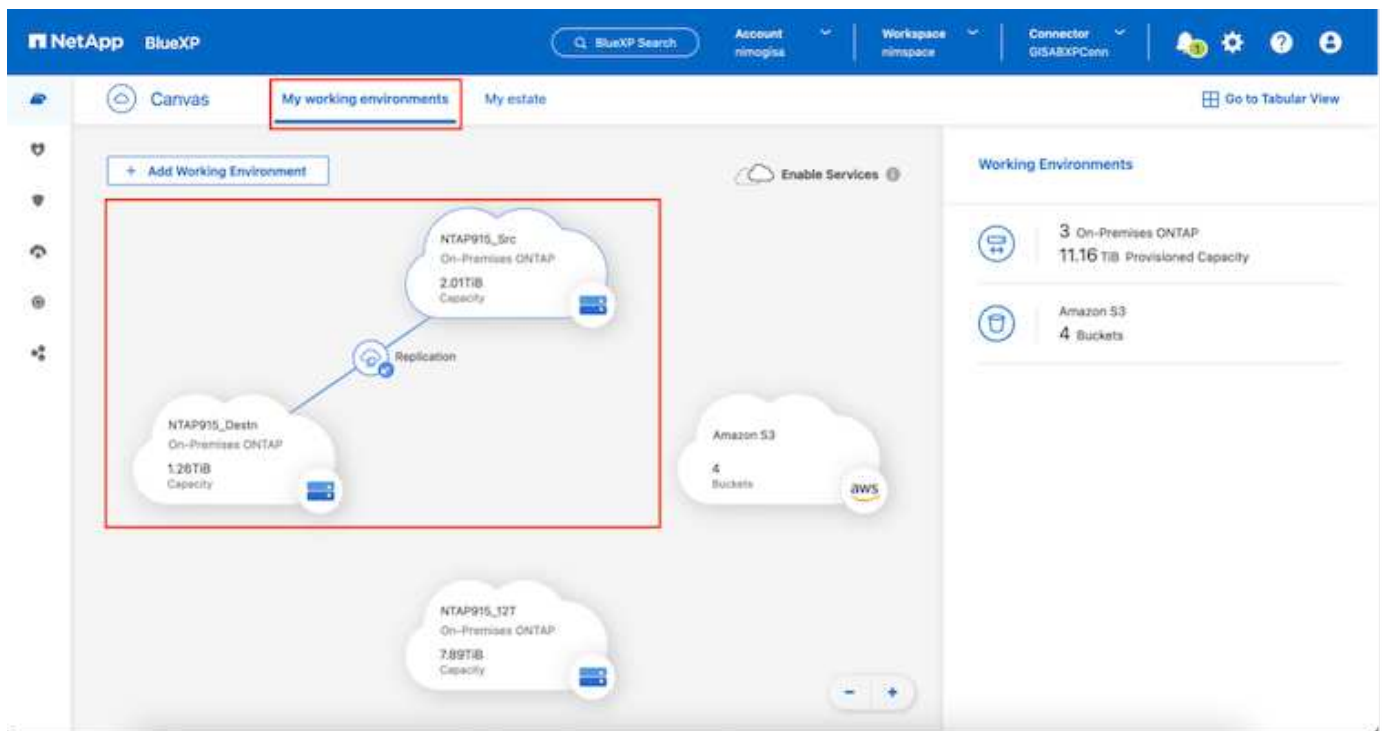 NetApp BlueXP
BlueXP Search
Account
nimogisa
Workspace
nimspace
Connector
GISABXPConn
Canvas
My working environments
My estate
Go to Tabular View
+ Add Working Environment
Enable Services
NTAP915_Src
On-Premises ONTAP
2.01TiB
Capacity
Replication
NTAP915_Destn
On-Premises ONTAP
1.26TiB
Capacity
Amazon S3
4
Buckets
aws
NTAP915_12T
On-Premises ONTAP
7.89TiB
Capacity
- +
Working Environments
3 On-Premises ONTAP
11.16 TiB Provisioned Capacity
Amazon S3
4 Buckets